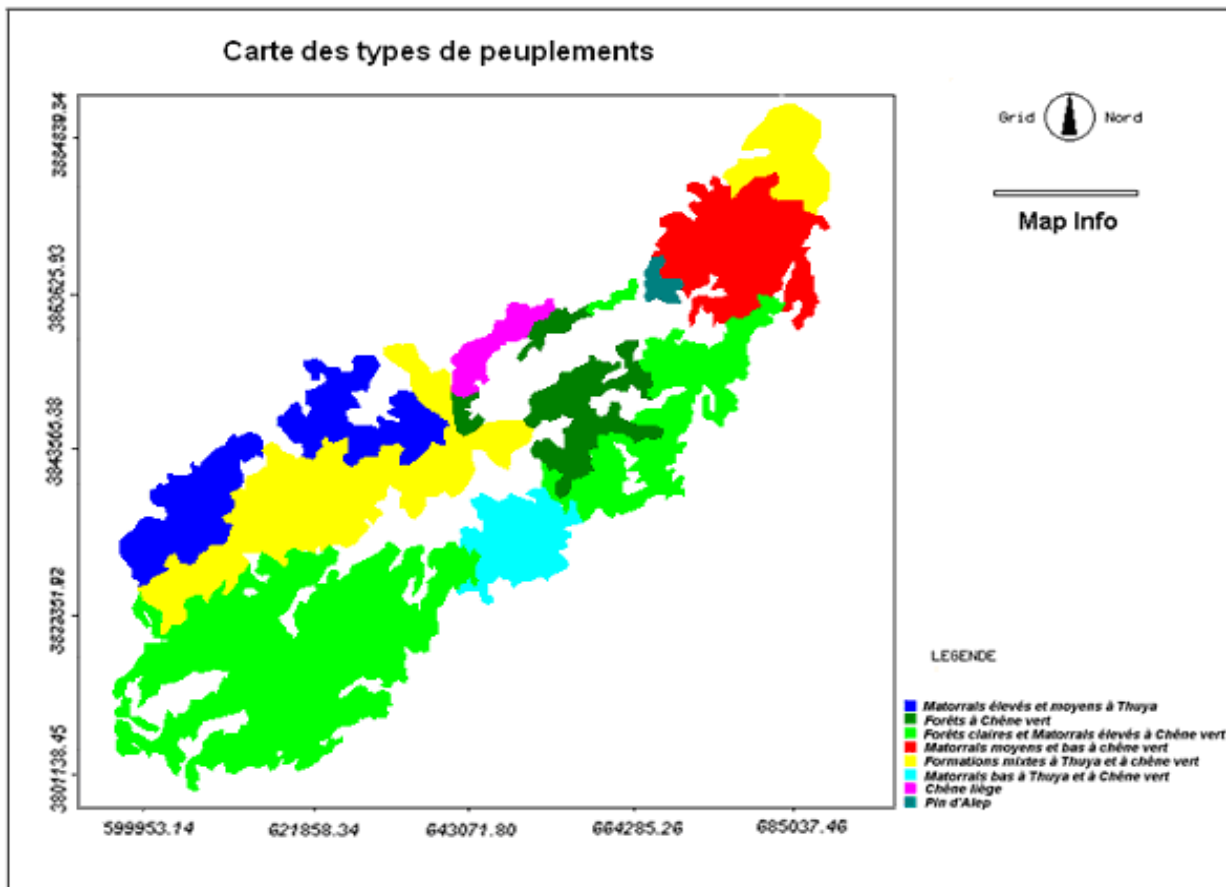 Carte des types de peuplements
Grid Nord
Map Info
3884839.34
3863625.93
3843565.38
3823351.92
3801138.45
599953.14 621858.34 643071.80 664285.26 685037.46
LEGENDE
Matorrals élevés et moyens à Thuya
Forêts à Chêne vert
Forêts claires et Matorrals élevés à Chêne vert
Matorrals moyens et bas à chêne vert
Formations mixtes à Thuya et à chêne vert
Matorrals bas à Thuya et à Chêne vert
Chêne liège
Pin d'Alep